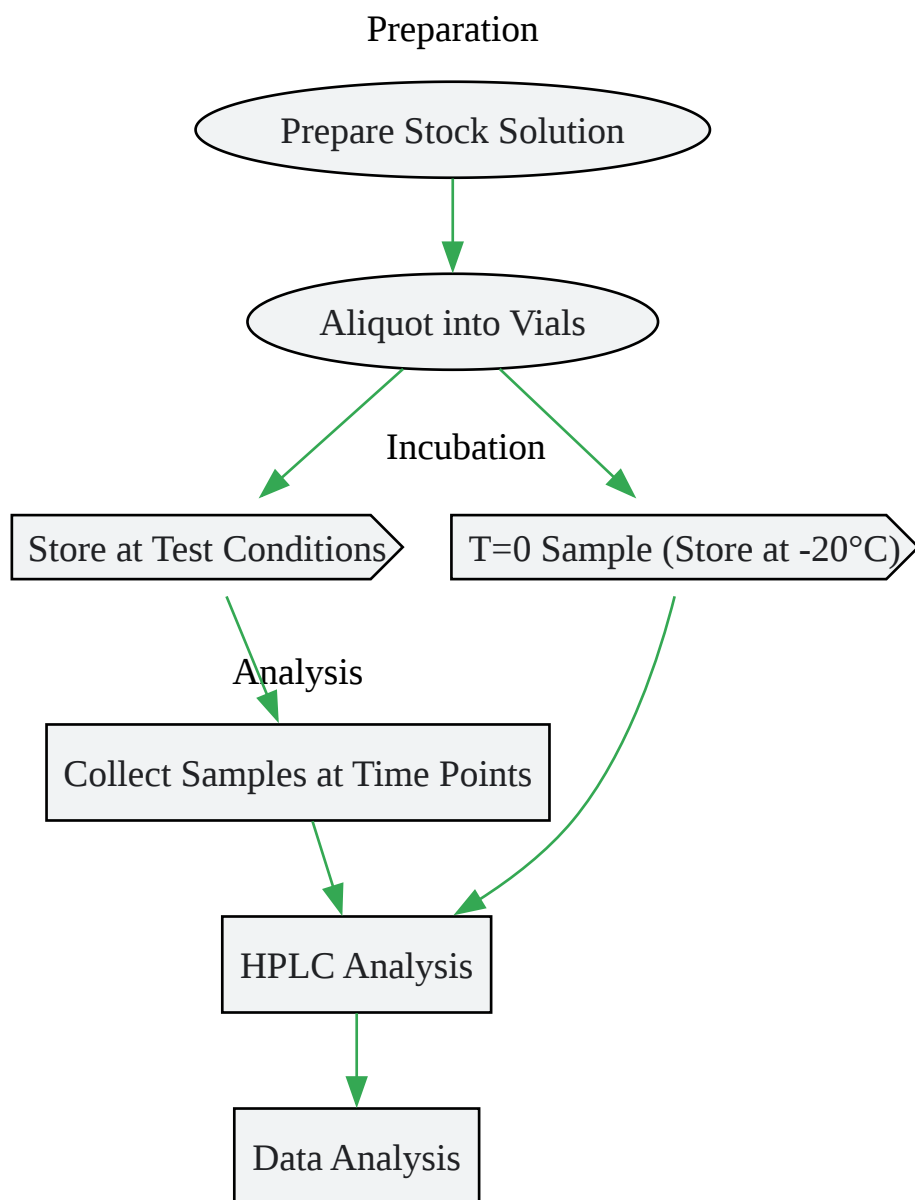 Preparation
Prepare Stock Solution
Aliquot into Vials
Incubation
Store at Test Conditions
T=0 Sample (Store at -20°C)
Analysis
Collect Samples at Time Points
HPLC Analysis
Data Analysis